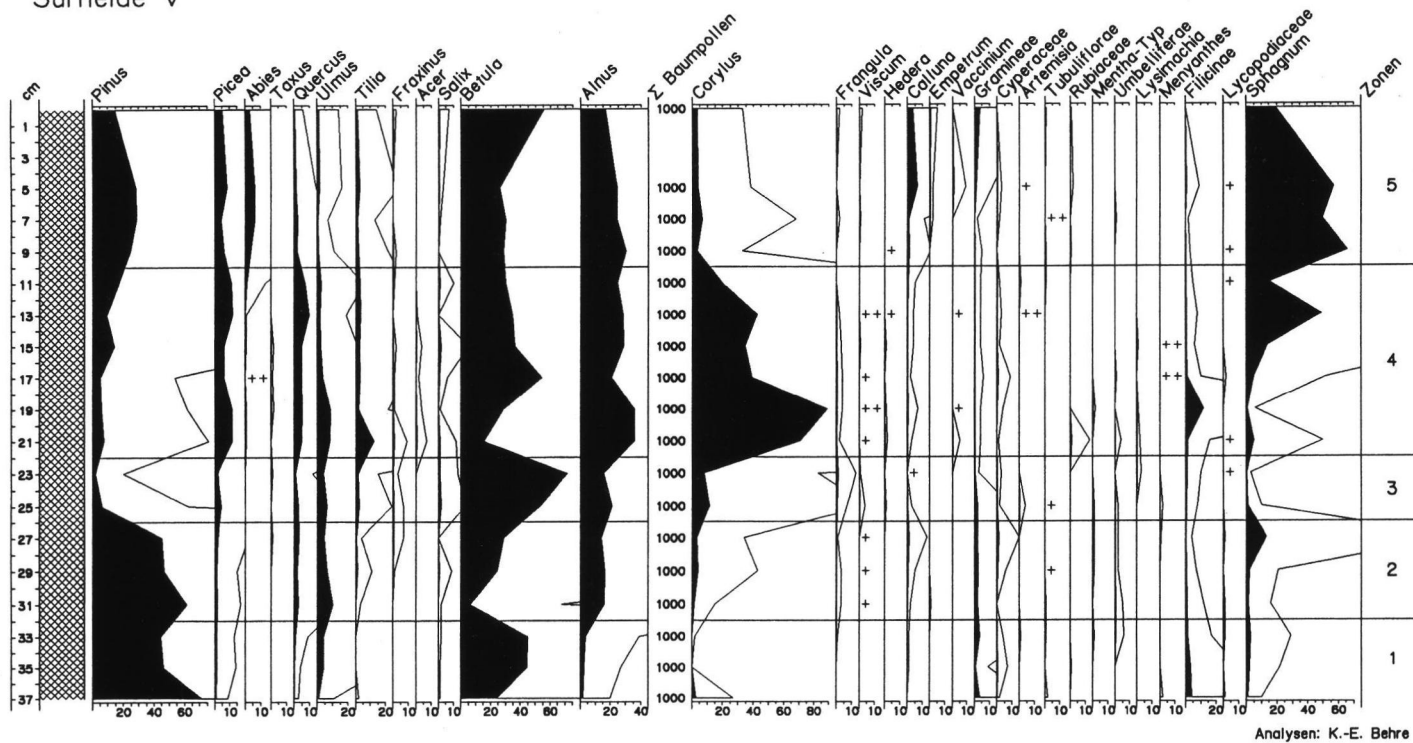 cm
Pinus
Picea
Abies
Taxus
Quercus
Ulmus
Tilia
Fraxinus
Acer
Salix
Betula
Alnus
Σ Baumpollen
Corylus
Frangula
Viscum
Hedera
Calluna
Empetrum
Vaccinium
Gramineae
Cyperaceae
Artemisia
Tubuliflorae
Rubiaceae
Mentha-Typ
Umbelliferae
Lysimachia
Menyanthes
Filicinae
Lycopodiaceae
Sphagnum
Zonen
1000
1
3
5 1000 + + 5
7 1000 ++
9 1000 + +
11 1000 +
13 1000 ++ + + ++
15 1000 ++ 4
17 ++ 1000 + ++
19 1000 ++ +
21 1000 + +
23 1000 + +
25 1000 + 3
27 1000 +
29 1000 + + 2
31 1000 +
33 1000
35 1000 1
37 1000
20 40 60 10 10 10 10 20 10 10 10 10 20 40 60 20 40 20 40 60 80 10 10 10 10 10 10 10 10 10 10 10 10 10 10 10 20 10 20 40 60
Analysen: K.-E. Behre